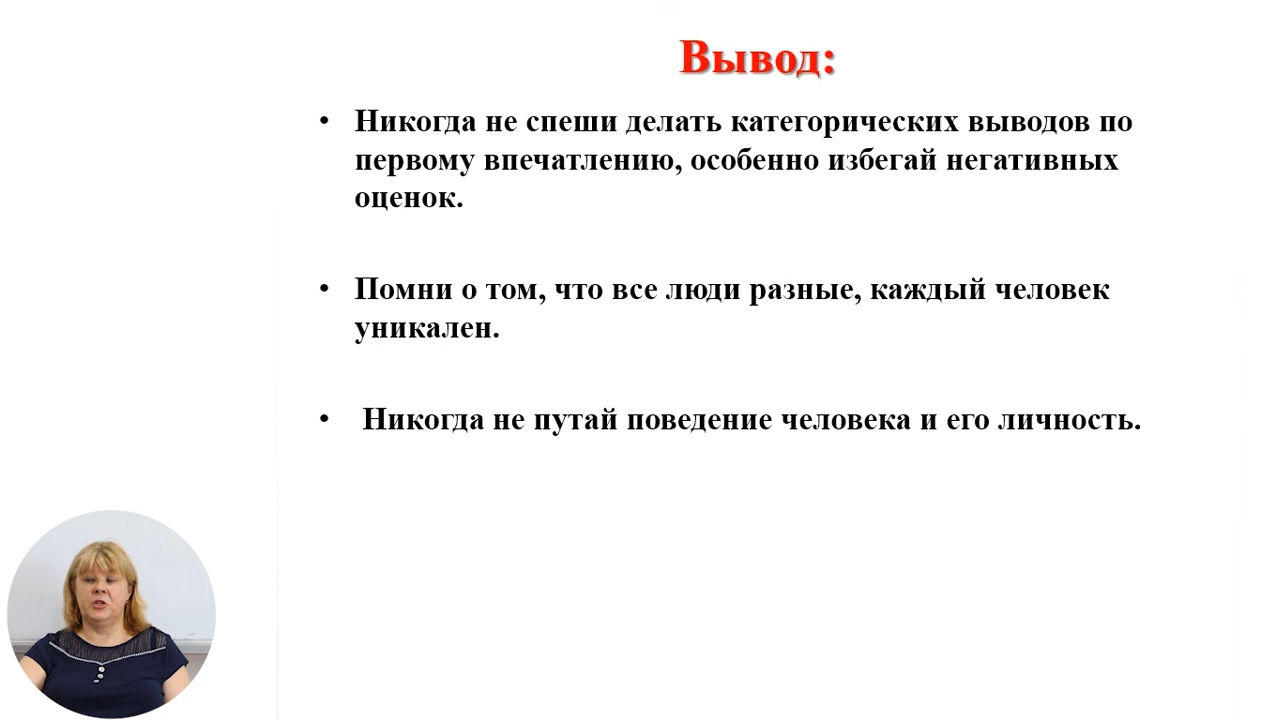 Вывод:
• Никогда не спеши делать категорических выводов по
первому впечатлению, особенно избегай негативных
оценок.
• Помни о том, что все люди разные, каждый человек
уникален.
• Никогда не путай поведение человека и его личность.